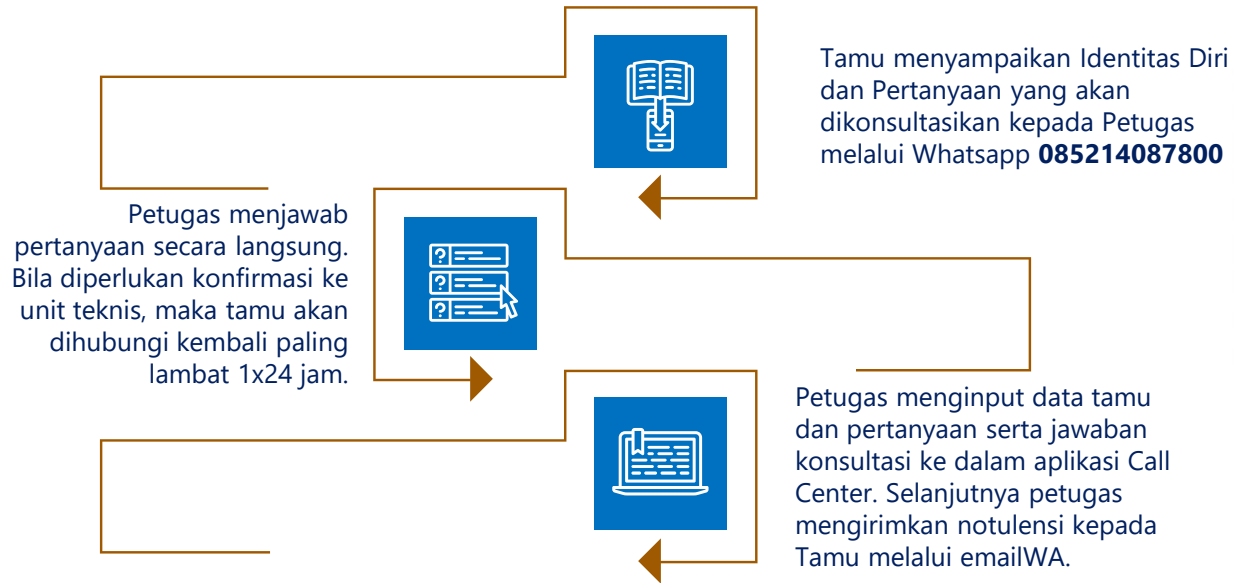 Tamu menyampaikan Identitas Diri
dan Pertanyaan yang akan
dikonsultasikan kepada Petugas
melalui Whatsapp 085214087800
Petugas menjawab
pertanyaan secara langsung.
Bila diperlukan konfirmasi ke
unit teknis, maka tamu akan
dihubungi kembali paling
lambat 1x24 jam.
Petugas menginput data tamu
dan pertanyaan serta jawaban
konsultasi ke dalam aplikasi Call
Center. Selanjutnya petugas
mengirimkan notulensi kepada
Tamu melalui emailWA.